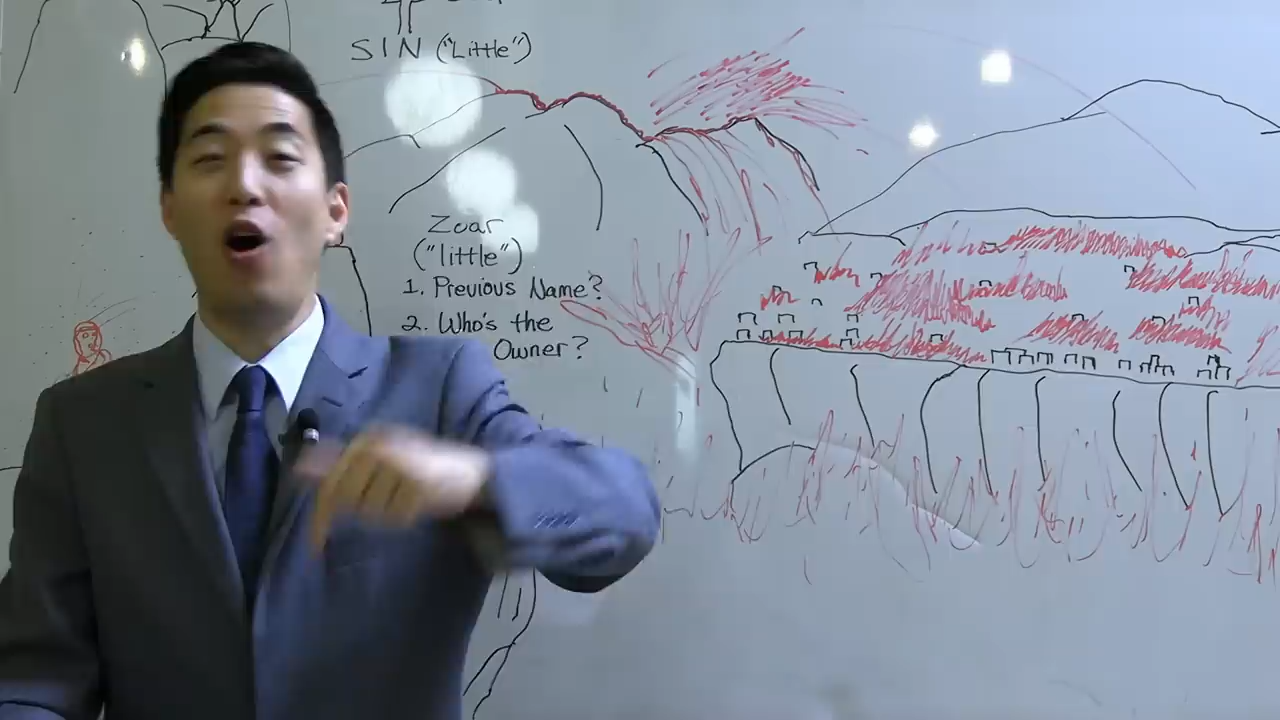 SIN ("Little")
Zoar
("little")
1. Previous Name?
2. Who's the
Owner?